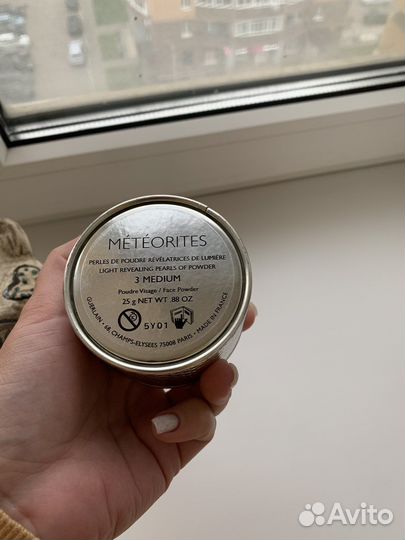 MÉTÉORITES
PERLES DE POUDRE RÉVÉLATRICES DE LUMIÈRE
LIGHT REVEALING PEARLS OF POWDER
3 MEDIUM
Poudre Visage / Face Powder
25 g NET WT .88 OZ.
5Y01
GUERLAIN • 68, CHAMPS-ELYSEES 75008 PARIS • MADE IN FRANCE
Avito